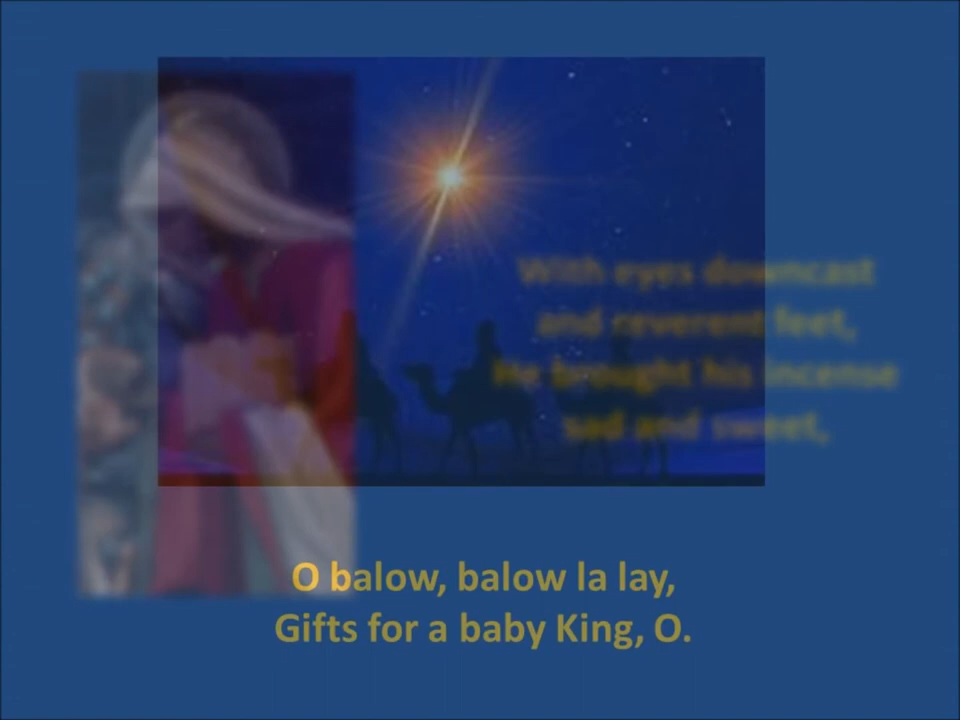 With eyes downcast
and reverent feet,
He brought his incense
sad and sweet,
O balow, balow la lay,
Gifts for a baby King, O.